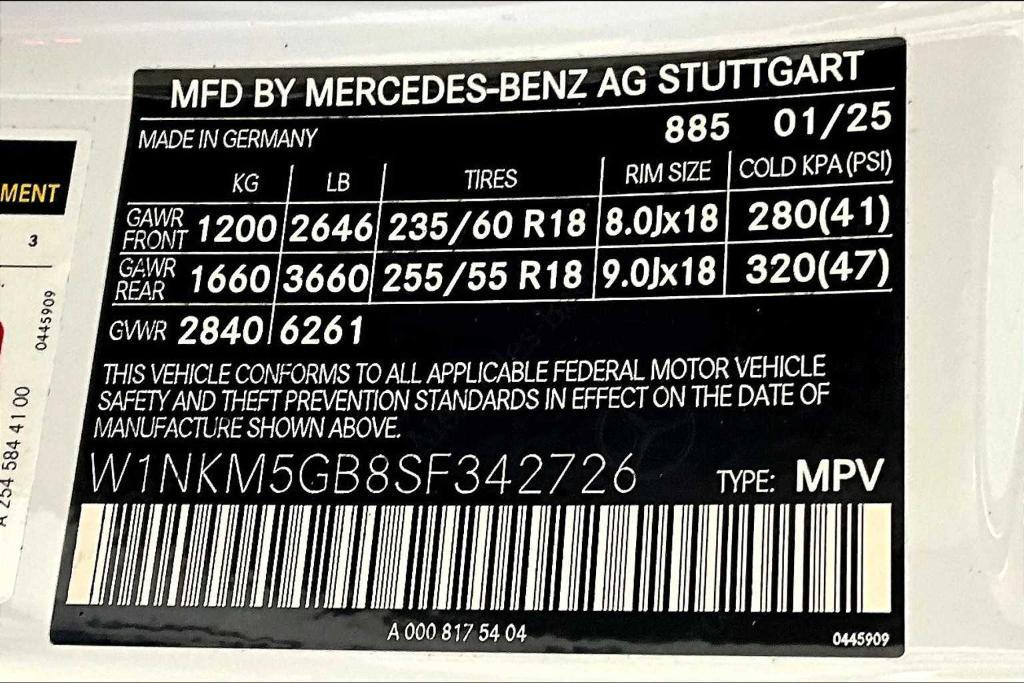 MFD BY MERCEDES-BENZ AG STUTTGART
MADE IN GERMANY 885 01/25
KG LB TIRES RIM SIZE COLD KPA (PSI)
GAWR FRONT 1200 2646 235/60 R18 8.0Jx18 280(41)
GAWR REAR 1660 3660 255/55 R18 9.0Jx18 320(47)
GVWR 2840 6261
THIS VEHICLE CONFORMS TO ALL APPLICABLE FEDERAL MOTOR VEHICLE
SAFETY AND THEFT PREVENTION STANDARDS IN EFFECT ON THE DATE OF
MANUFACTURE SHOWN ABOVE.
W1NKM5GB8SF342726 TYPE: MPV
A 000 817 54 04 0445909
MENT
3
0445909
A 254 584 41 00